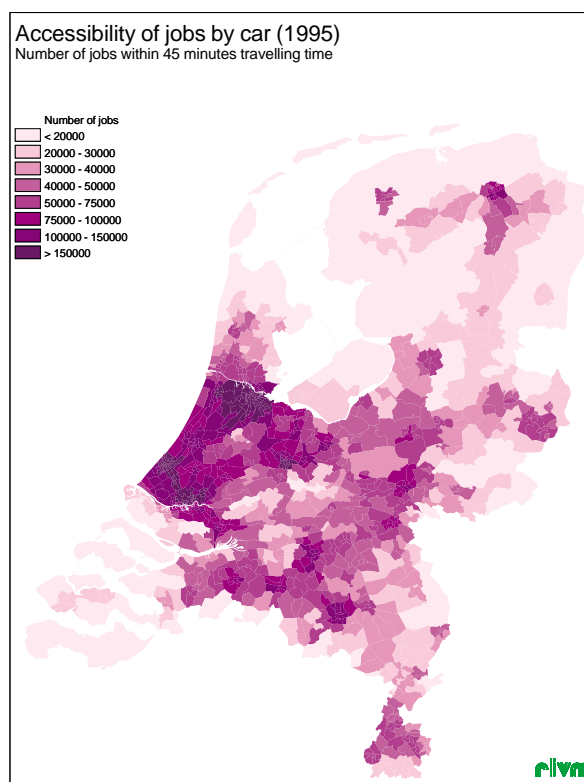 Accessibility of jobs by car (1995)
Number of jobs within 45 minutes travelling time
Number of jobs
< 20000
20000 - 30000
30000 - 40000
40000 - 50000
50000 - 75000
75000 - 100000
100000 - 150000
> 150000
rivm